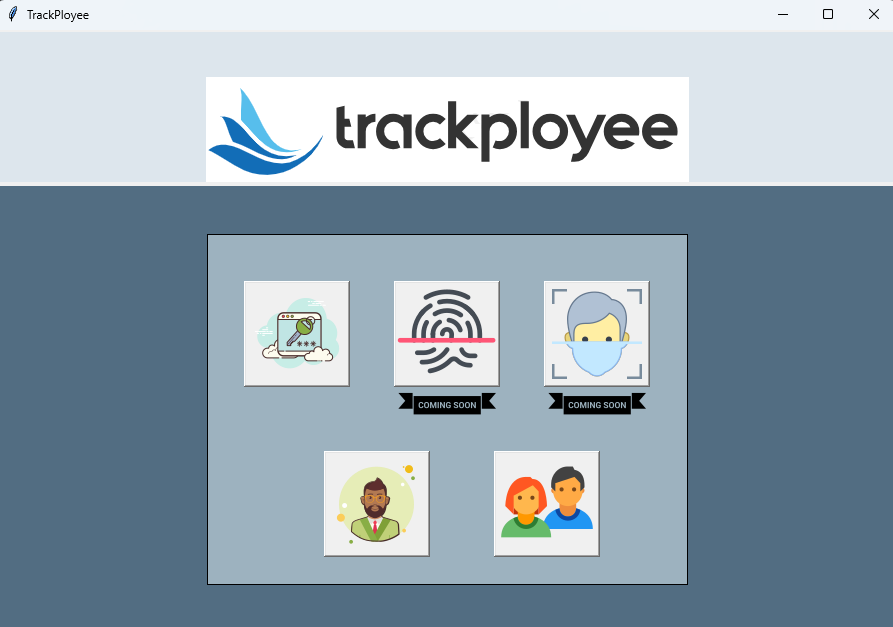 TrackPloyee
trackployee
***
COMING SOON
COMING SOON